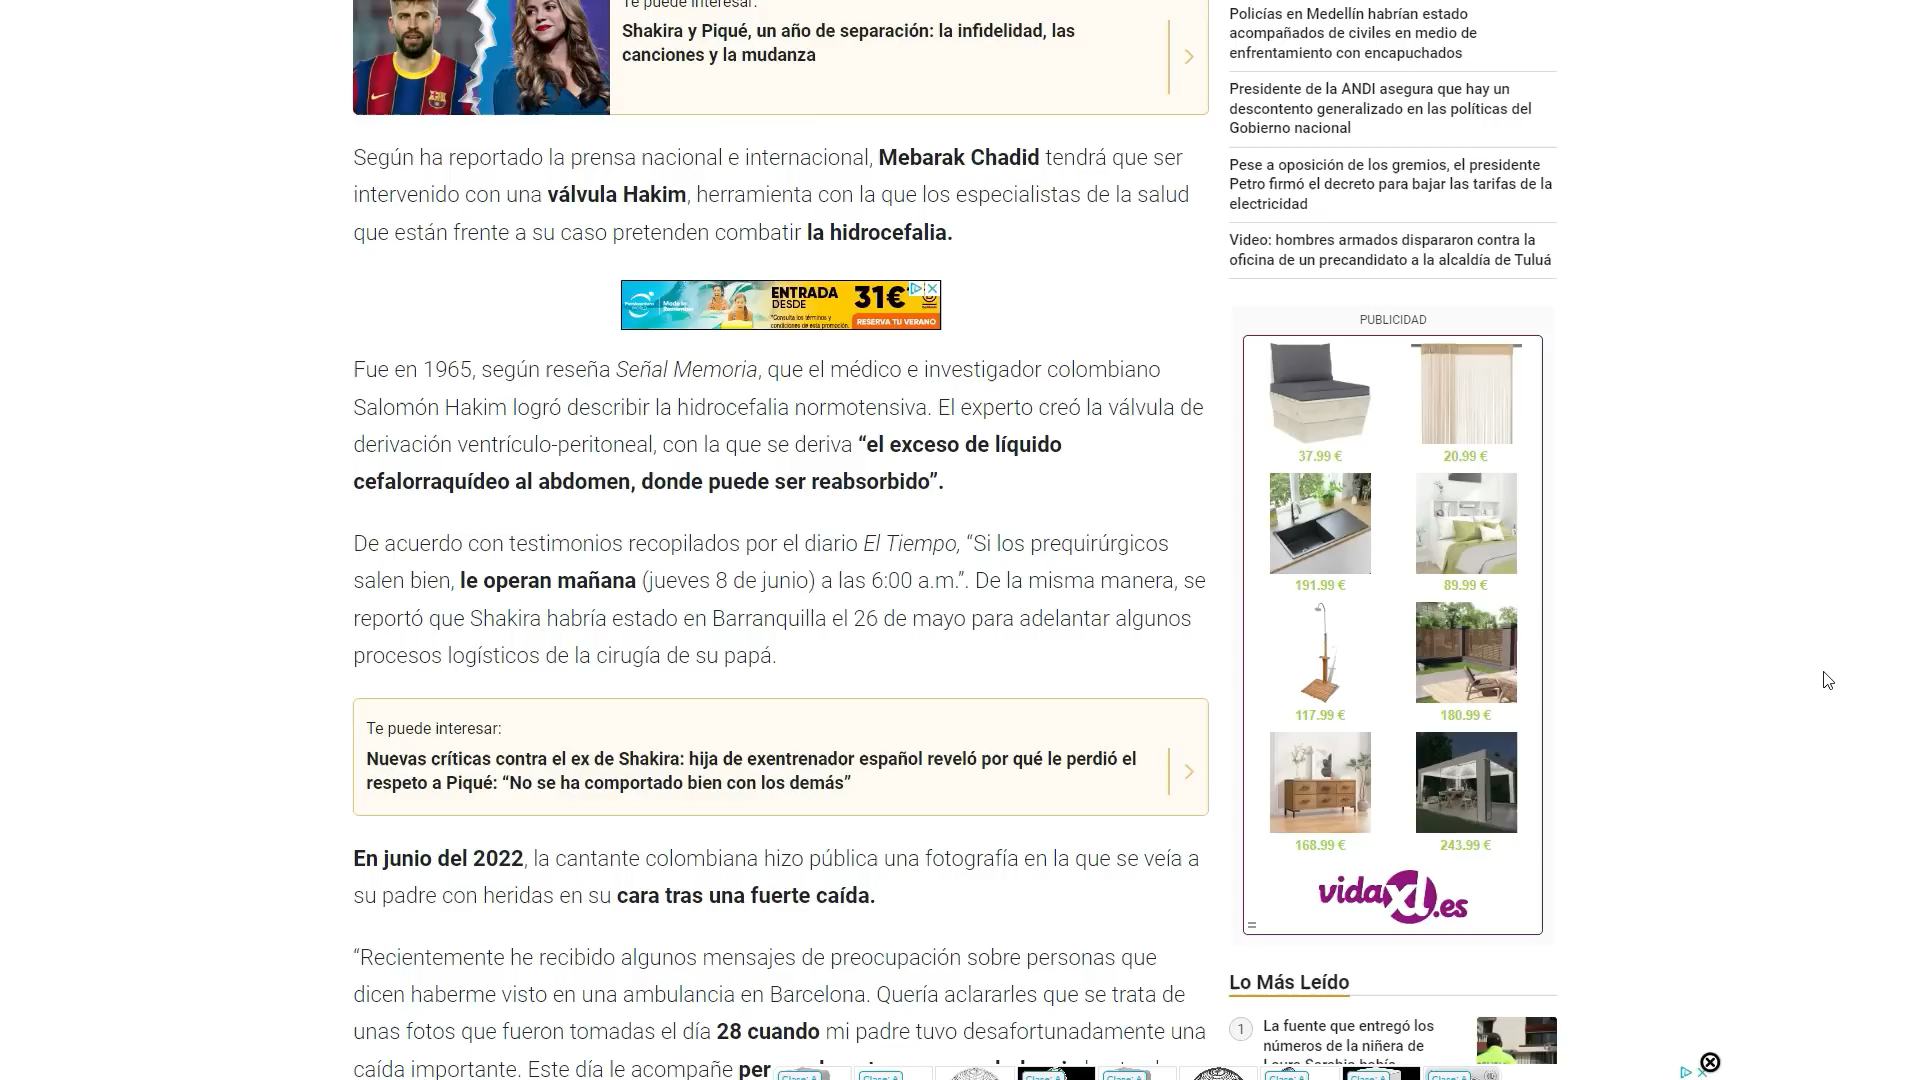 Te puede interesar:
Shakira y Piqué, un año de separación: la infidelidad, las
canciones y la mudanza
Según ha reportado la prensa nacional e internacional, Mebarak Chadid tendrá que ser
intervenido con una válvula Hakim, herramienta con la que los especialistas de la salud
que están frente a su caso pretenden combatir la hidrocefalia.
ENTRADA
DESDE
31€
*Consulta los términos y
condiciones de esta promoción.
RESERVA TU VERANO
Fue en 1965, según reseña Señal Memoria, que el médico e investigador colombiano
Salomón Hakim logró describir la hidrocefalia normotensiva. El experto creó la válvula de
derivación ventrículo-peritoneal, con la que se deriva “el exceso de líquido
cefalorraquídeo al abdomen, donde puede ser reabsorbido”.
De acuerdo con testimonios recopilados por el diario El Tiempo, “Si los prequirúrgicos
salen bien, le operan mañana (jueves 8 de junio) a las 6:00 a.m.”. De la misma manera, se
reportó que Shakira habría estado en Barranquilla el 26 de mayo para adelantar algunos
procesos logísticos de la cirugía de su papá.
Te puede interesar:
Nuevas críticas contra el ex de Shakira: hija de exentrenador español reveló por qué le perdió el
respeto a Piqué: “No se ha comportado bien con los demás”
En junio del 2022, la cantante colombiana hizo pública una fotografía en la que se veía a
su padre con heridas en su cara tras una fuerte caída.
“Recientemente he recibido algunos mensajes de preocupación sobre personas que
dicen haberme visto en una ambulancia en Barcelona. Quería aclararles que se trata de
unas fotos que fueron tomadas el día 28 cuando mi padre tuvo desafortunadamente una
caída importante. Este día le acompañe per
Policías en Medellín habrían estado
acompañados de civiles en medio de
enfrentamiento con encapuchados
Presidente de la ANDI asegura que hay un
descontento generalizado en las políticas del
Gobierno nacional
Pese a oposición de los gremios, el presidente
Petro firmó el decreto para bajar las tarifas de la
electricidad
Video: hombres armados dispararon contra la
oficina de un precandidato a la alcaldía de Tuluá
PUBLICIDAD
37.99 €
20.99 €
191.99 €
89.99 €
117.99 €
180.99 €
168.99 €
243.99 €
vidaXL.es
Lo Más Leído
1
La fuente que entregó los
números de la niñera de
Laura Sarabia había